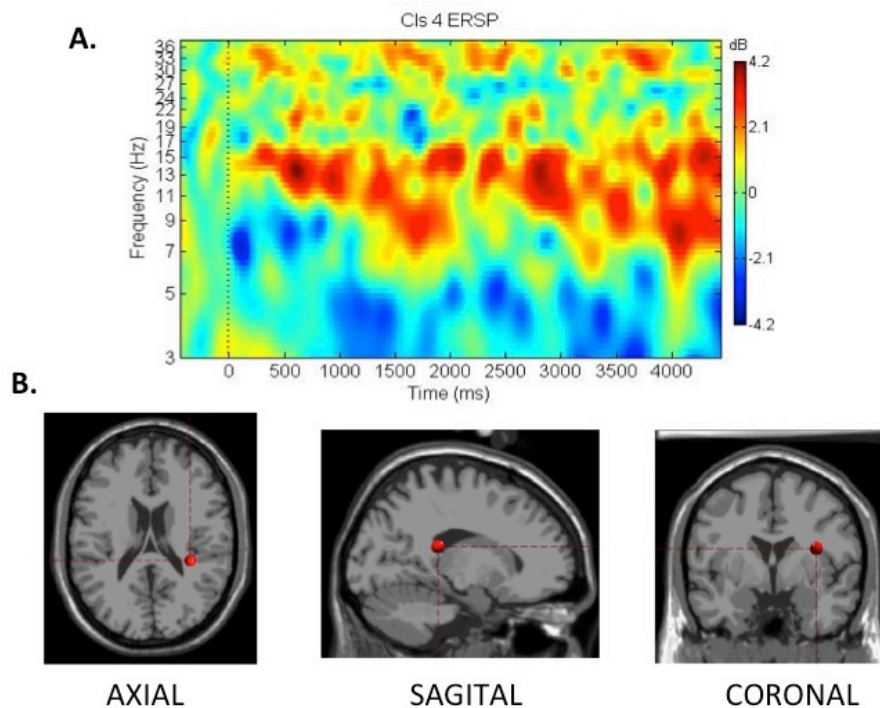 Cls 4 ERSP
A.
dB
36
33
30
27
24
22
19
17
15
13
11
9
7
5
3
Frequency (Hz)
4.2
2.1
0
-2.1
-4.2
0 500 1000 1500 2000 2500 3000 3500 4000
Time (ms)
B.
AXIAL SAGITAL CORONAL